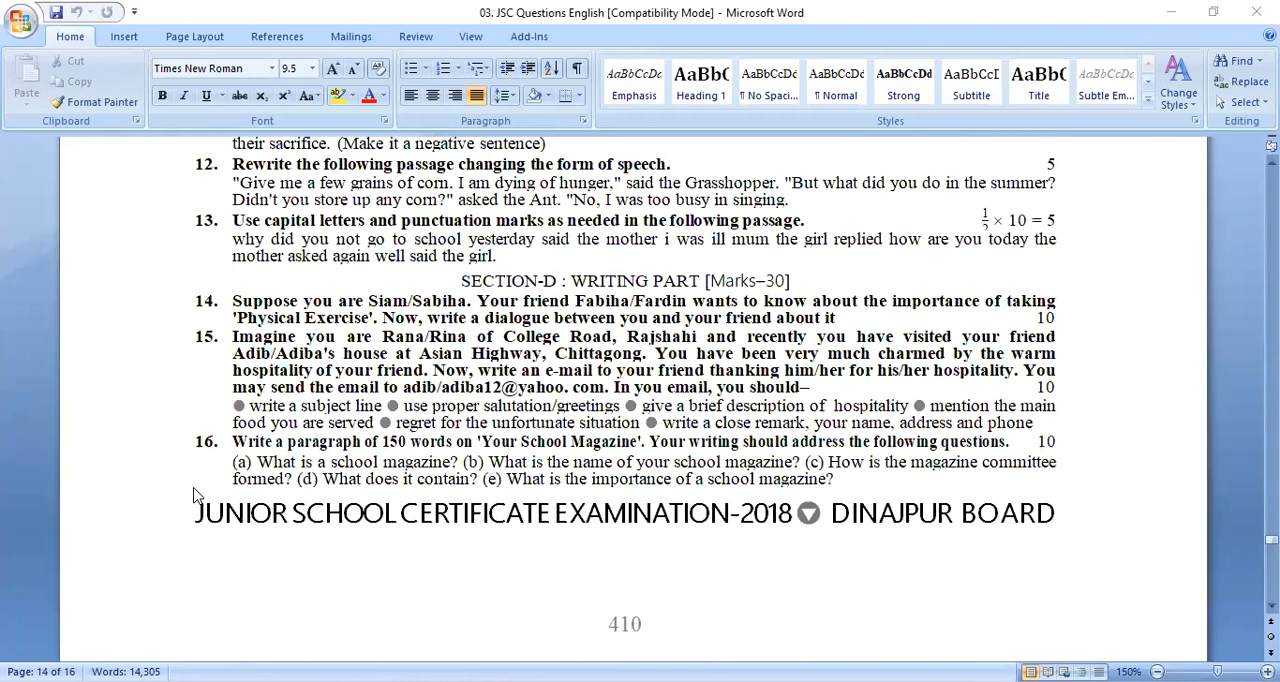 03. JSC Questions English [Compatibility Mode] - Microsoft Word
Home Insert Page Layout References Mailings Review View Add-Ins
Paste
Cut
Copy
Format Painter
Clipboard
Times New Roman 9.5
Font
Paragraph
AaBbCcDc AaBbC AaBbCcDd AaBbCcDd AaBbCcDd AaBbCcI AaBbC AaBbCcDd
Emphasis Heading 1 ¶ No Spaci... ¶ Normal Strong Subtitle Title Subtle Em...
Styles
Change Styles
Find
Replace
Select
Editing
their sacrifice. (Make it a negative sentence)
12. Rewrite the following passage changing the form of speech. 5
"Give me a few grains of corn. I am dying of hunger," said the Grasshopper. "But what did you do in the summer?
Didn't you store up any corn?" asked the Ant. "No, I was too busy in singing.
13. Use capital letters and punctuation marks as needed in the following passage. 1/2 × 10 = 5
why did you not go to school yesterday said the mother i was ill mum the girl replied how are you today the
mother asked again well said the girl.
SECTION-D : WRITING PART [Marks–30]
14. Suppose you are Siam/Sabiha. Your friend Fabiha/Fardin wants to know about the importance of taking
'Physical Exercise'. Now, write a dialogue between you and your friend about it 10
15. Imagine you are Rana/Rina of College Road, Rajshahi and recently you have visited your friend
Adib/Adiba's house at Asian Highway, Chittagong. You have been very much charmed by the warm
hospitality of your friend. Now, write an e-mail to your friend thanking him/her for his/her hospitality. You
may send the email to adib/adiba12@yahoo. com. In you email, you should– 10
● write a subject line ● use proper salutation/greetings ● give a brief description of hospitality ● mention the main
food you are served ● regret for the unfortunate situation ● write a close remark, your name, address and phone
16. Write a paragraph of 150 words on 'Your School Magazine'. Your writing should address the following questions. 10
(a) What is a school magazine? (b) What is the name of your school magazine? (c) How is the magazine committee
formed? (d) What does it contain? (e) What is the importance of a school magazine?
JUNIOR SCHOOL CERTIFICATE EXAMINATION-2018 DINAJPUR BOARD
410
Page: 14 of 16 Words: 14,305 150%